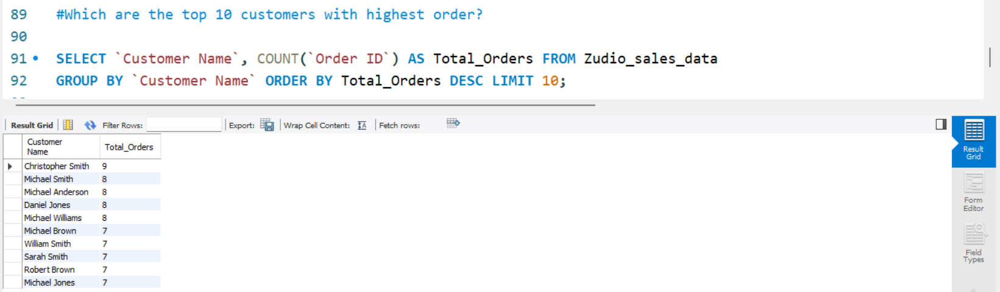 89 #Which are the top 10 customers with highest order?
90
91 SELECT `Customer Name`, COUNT(`Order ID`) AS Total_Orders FROM Zudio_sales_data
92 GROUP BY `Customer Name` ORDER BY Total_Orders DESC LIMIT 10;
Result Grid Filter Rows: Export: Wrap Cell Content: Fetch rows:
Customer
Name Total_Orders
Christopher Smith 9
Michael Smith 8
Michael Anderson 8
Daniel Jones 8
Michael Williams 8
Michael Brown 7
William Smith 7
Sarah Smith 7
Robert Brown 7
Michael Jones 7
Result
Grid
Form
Editor
Field
Types